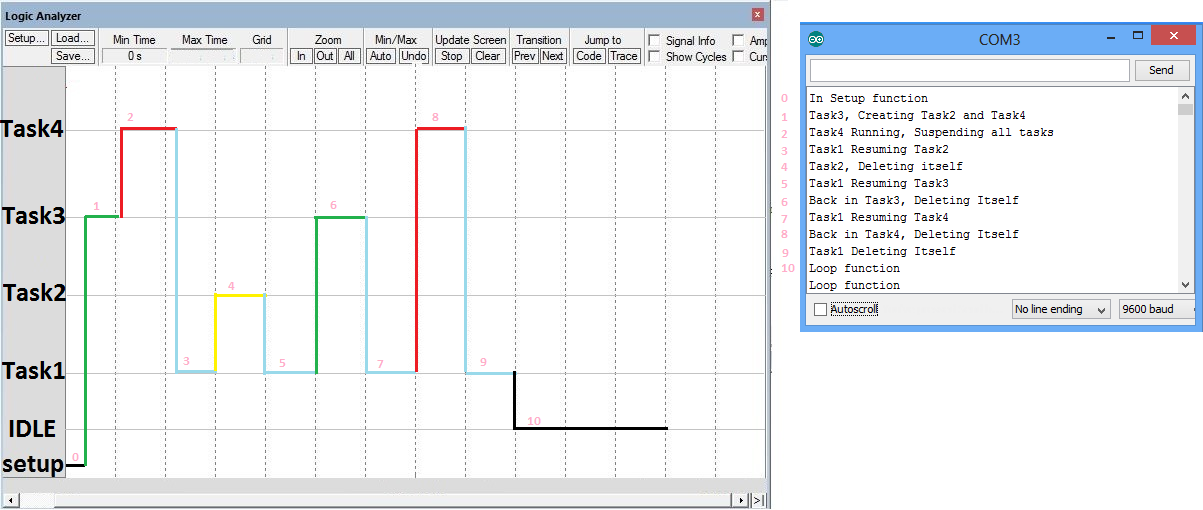 Logic Analyzer
Setup... Load... Min Time Max Time Grid Zoom Min/Max Update Screen Transition Jump to Signal Info
Save... 0 s In Out All Auto Undo Stop Clear Prev Next Code Trace Show Cycles
Task4
Task3
Task2
Task1
IDLE
setup
0
1
2
3
4
5
6
7
8
9
10
COM3
Send
0 In Setup function
1 Task3, Creating Task2 and Task4
2 Task4 Running, Suspending all tasks
3 Task1 Resuming Task2
4 Task2, Deleting itself
5 Task1 Resuming Task3
6 Back in Task3, Deleting Itself
7 Task1 Resuming Task4
8 Back in Task4, Deleting Itself
9 Task1 Deleting Itself
10 Loop function
Loop function
Autoscroll No line ending 9600 baud